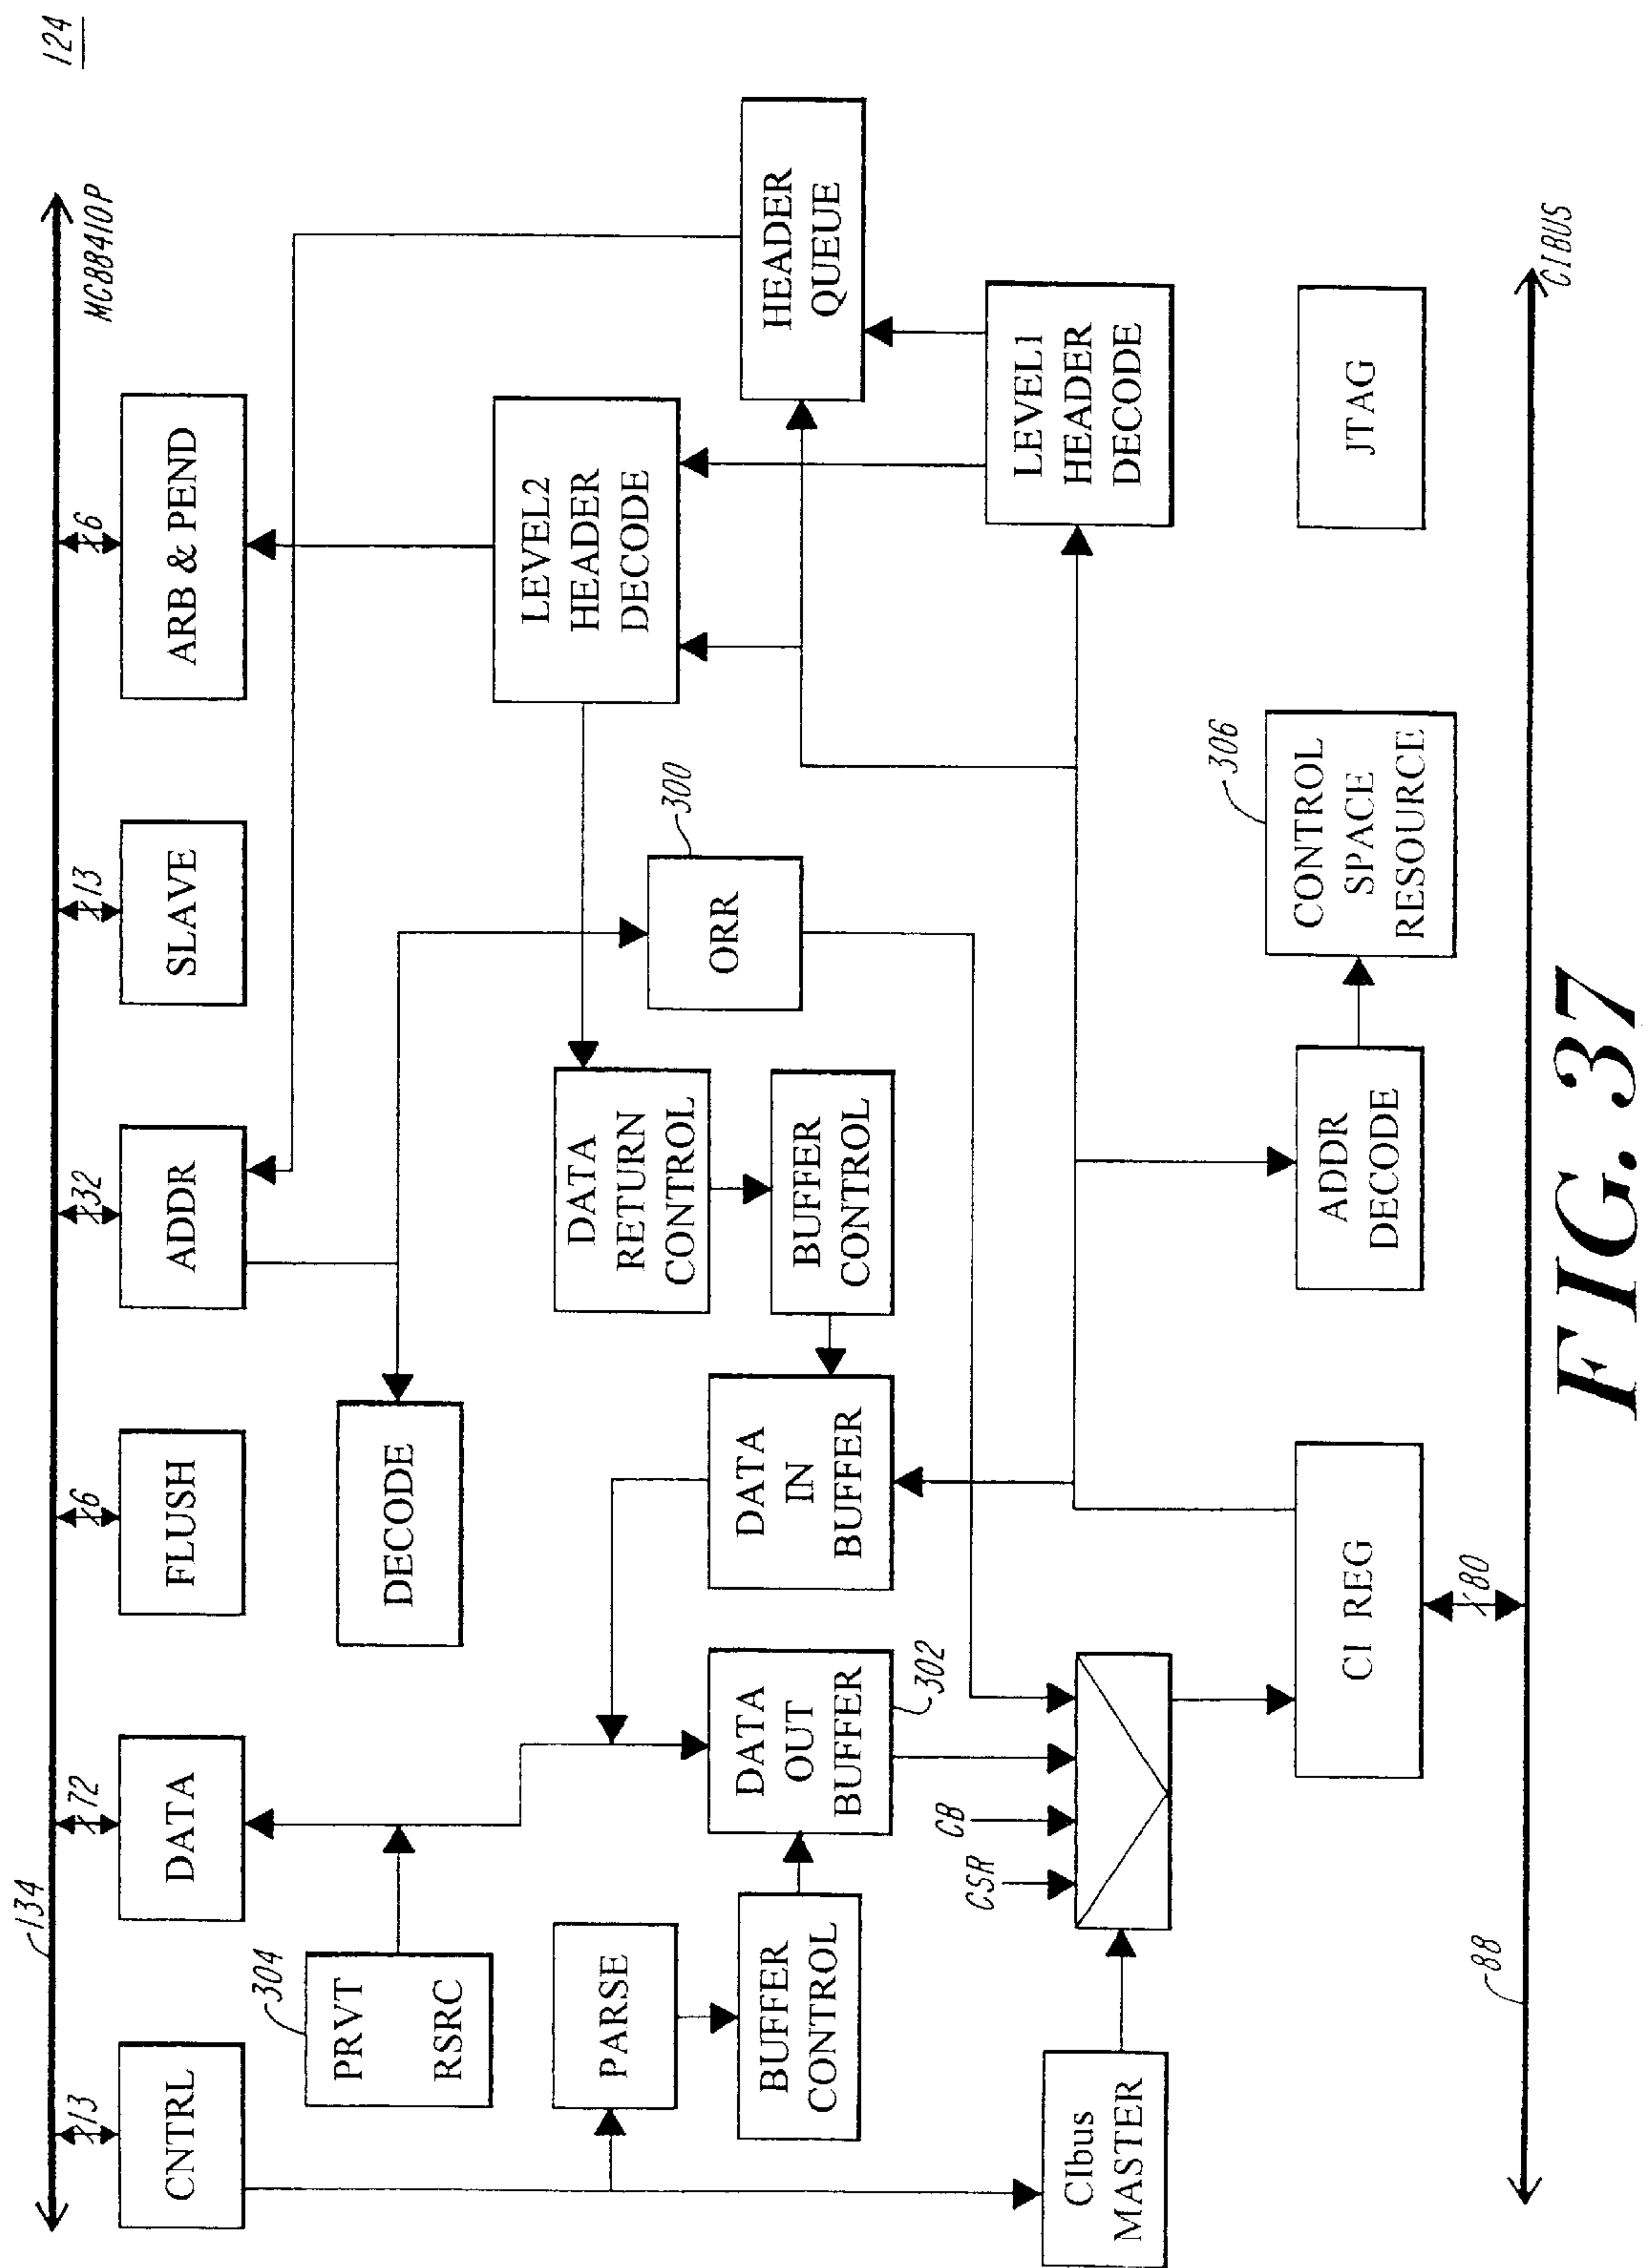 124
134
MC88410P
13
72
6
32
13
6
CNTRL
DATA
FLUSH
ADDR
SLAVE
ARB & PEND
304
PRVT
RSRC
DECODE
PARSE
DATA
RETURN
CONTROL
LEVEL2
HEADER
DECODE
300
ORR
BUFFER
CONTROL
DATA
OUT
BUFFER
302
DATA
IN
BUFFER
BUFFER
CONTROL
HEADER
QUEUE
CSR
CB
CIbus
MASTER
LEVEL1
HEADER
DECODE
CI REG
ADDR
DECODE
306
CONTROL
SPACE
RESOURCE
JTAG
80
88
CIBUS
FIG. 37